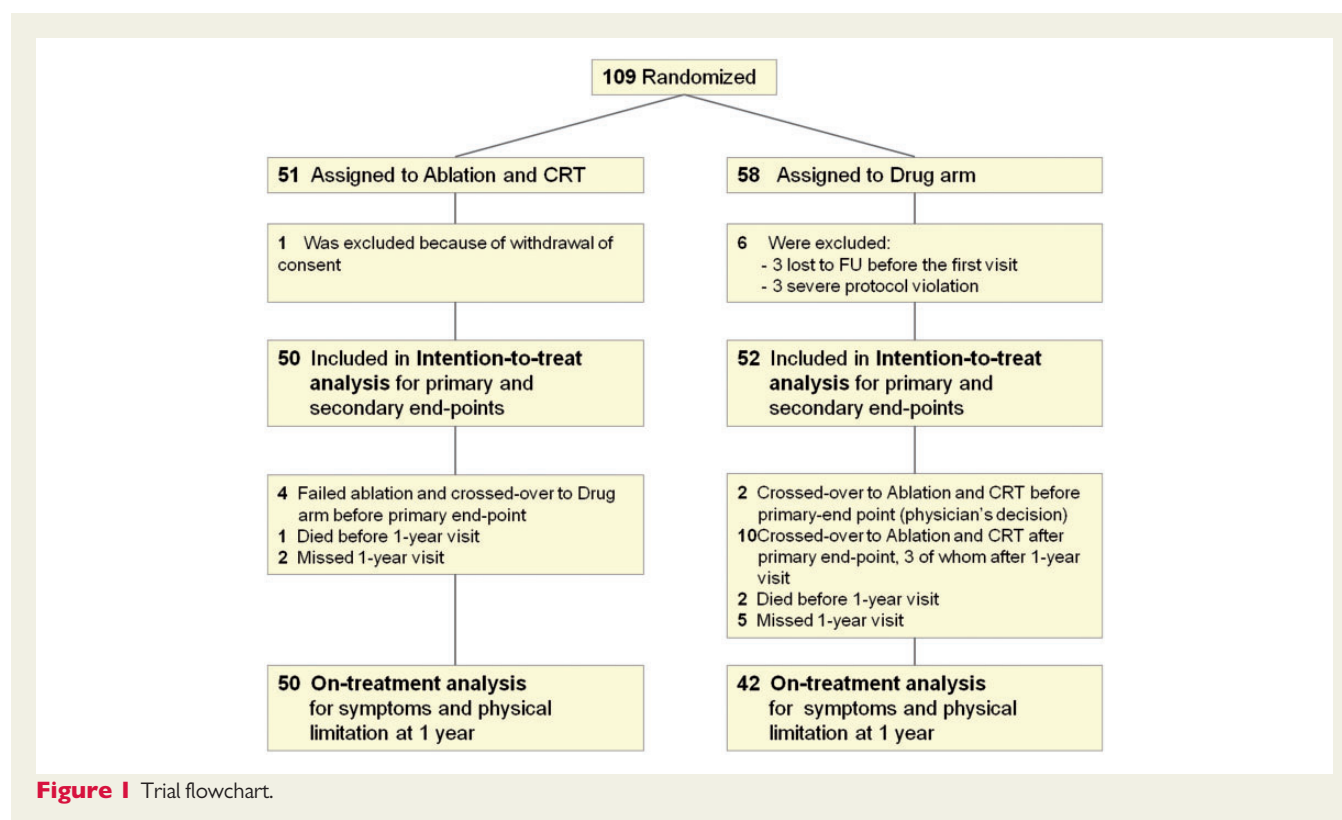 109 Randomized
51 Assigned to Ablation and CRT
58 Assigned to Drug arm
1 Was excluded because of withdrawal of
consent
6 Were excluded:
- 3 lost to FU before the first visit
- 3 severe protocol violation
50 Included in Intention-to-treat
analysis for primary and
secondary end-points
52 Included in Intention-to-treat
analysis for primary and
secondary end-points
4 Failed ablation and crossed-over to Drug
arm before primary end-point
1 Died before 1-year visit
2 Missed 1-year visit
2 Crossed-over to Ablation and CRT before
primary-end point (physician's decision)
10Crossed-over to Ablation and CRT after
primary end-point, 3 of whom after 1-year
visit
2 Died before 1-year visit
5 Missed 1-year visit
50 On-treatment analysis
for symptoms and physical
limitation at 1 year
42 On-treatment analysis
for symptoms and physical
limitation at 1 year
Figure 1 Trial flowchart.